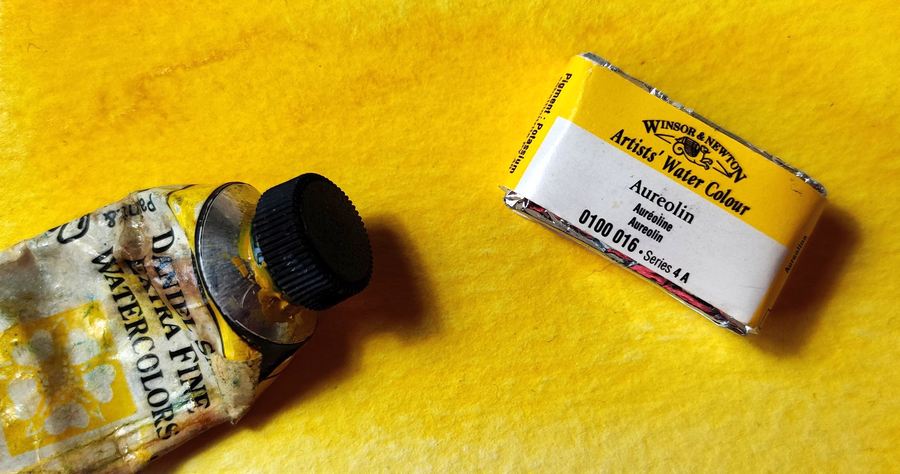 DANIEL S
EXTRA FINE
WATERCOLORS
Pigment : Potassium
WINSOR & NEWTON
Artists' Water Colour
Aureolin
Auréoline
Aureolin
0100 016 • Series 4 A
Aureolin